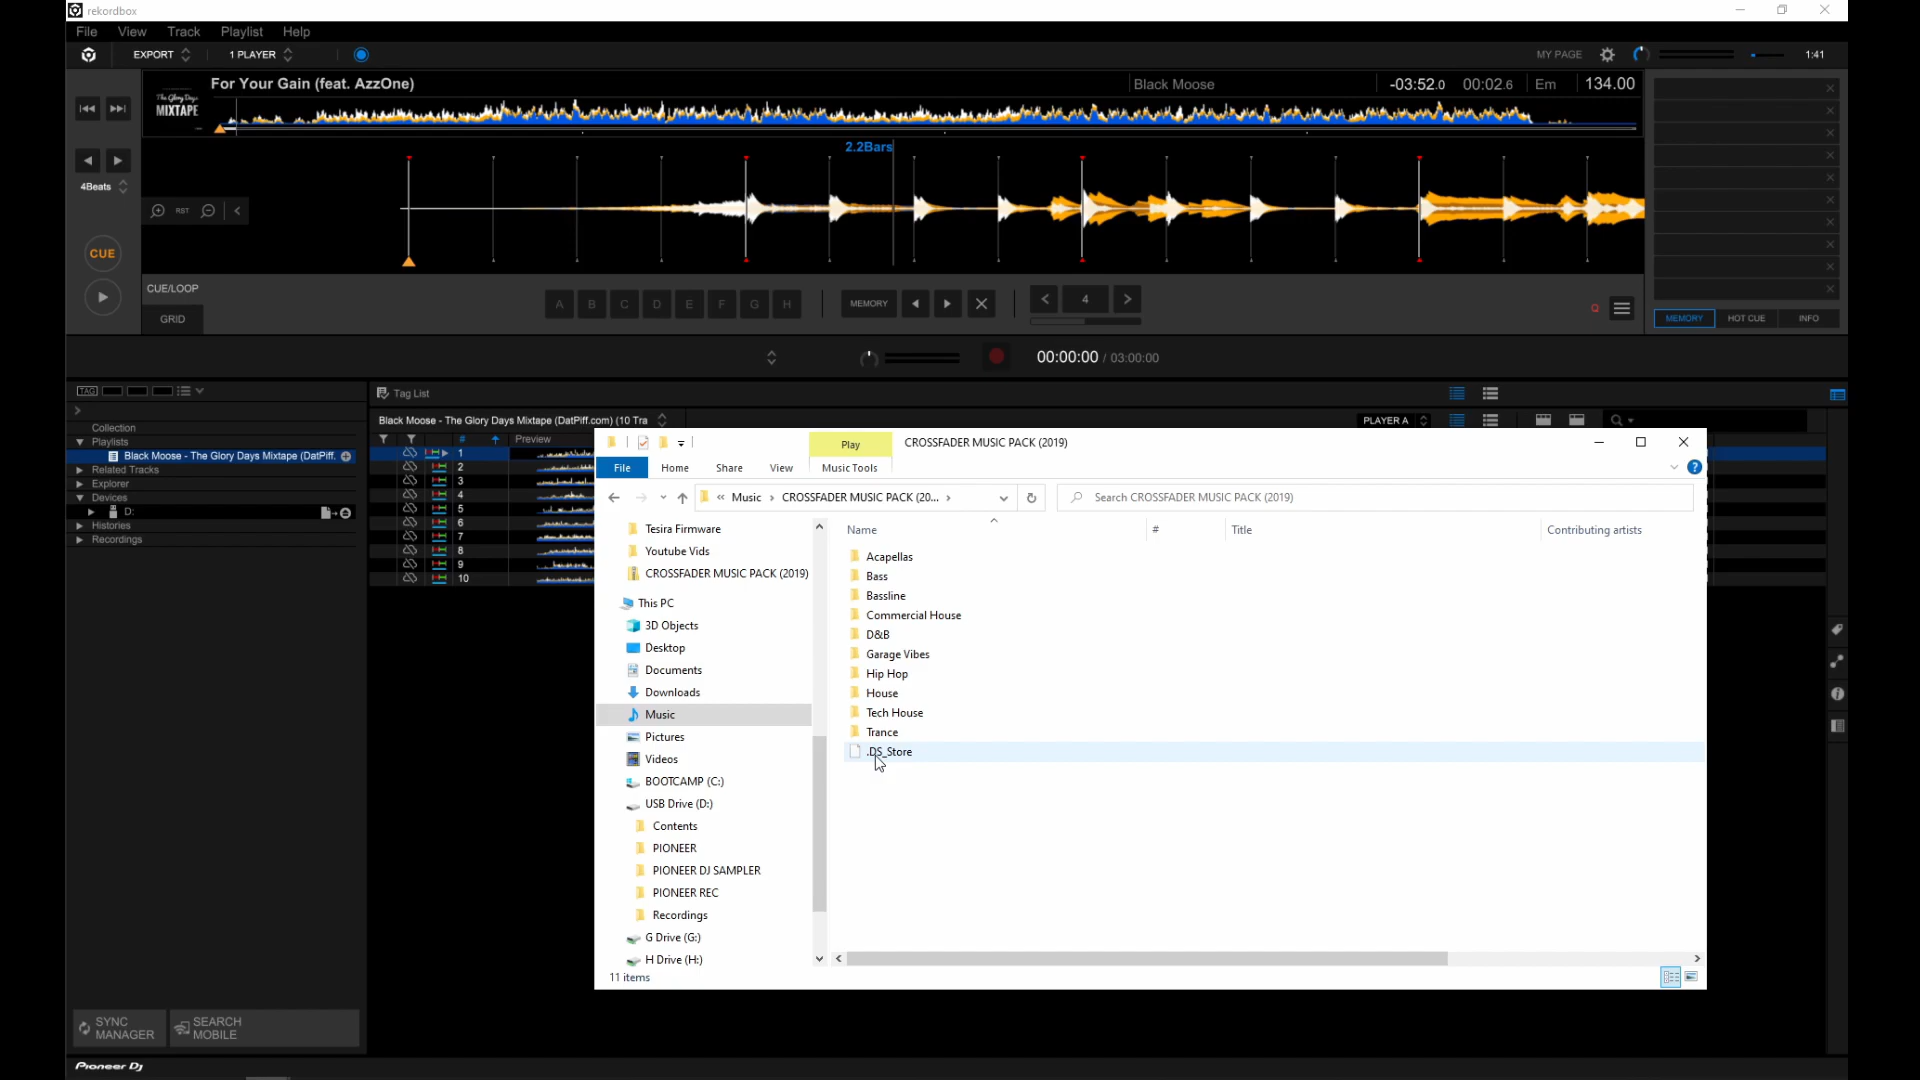 rekordbox
File View Track Playlist Help
EXPORT 1 PLAYER MY PAGE 1:41
For Your Gain (feat. AzzOne) Black Moose -03:52.0 00:02.6 Em 134.00
The Glory Days
MIXTAPE
2.2Bars
4Beats
RST
CUE
CUE/LOOP
A B C D E F G H MEMORY 4 Q
GRID
MEMORY HOT CUE INFO
00:00:00 / 03:00:00
TAG
Tag List
Collection
Playlists
Black Moose - The Glory Days Mixtape (DatPiff.
Related Tracks
Explorer
Devices
D:
Histories
Recordings
Black Moose - The Glory Days Mixtape (DatPiff.com) (10 Tra
PLAYER A
# Preview
1
2
3
4
5
6
7
8
9
10
Play CROSSFADER MUSIC PACK (2019)
File Home Share View Music Tools
« Music › CROSSFADER MUSIC PACK (20... ›
Search CROSSFADER MUSIC PACK (2019)
Tesira Firmware
Youtube Vids
CROSSFADER MUSIC PACK (2019)
This PC
3D Objects
Desktop
Documents
Downloads
Music
Pictures
Videos
BOOTCAMP (C:)
USB Drive (D:)
Contents
PIONEER
PIONEER DJ SAMPLER
PIONEER REC
Recordings
G Drive (G:)
H Drive (H:)
Name # Title Contributing artists
Acapellas
Bass
Bassline
Commercial House
D&B
Garage Vibes
Hip Hop
House
Tech House
Trance
.DS_Store
11 items
SYNC
MANAGER
SEARCH
MOBILE
Pioneer Dj